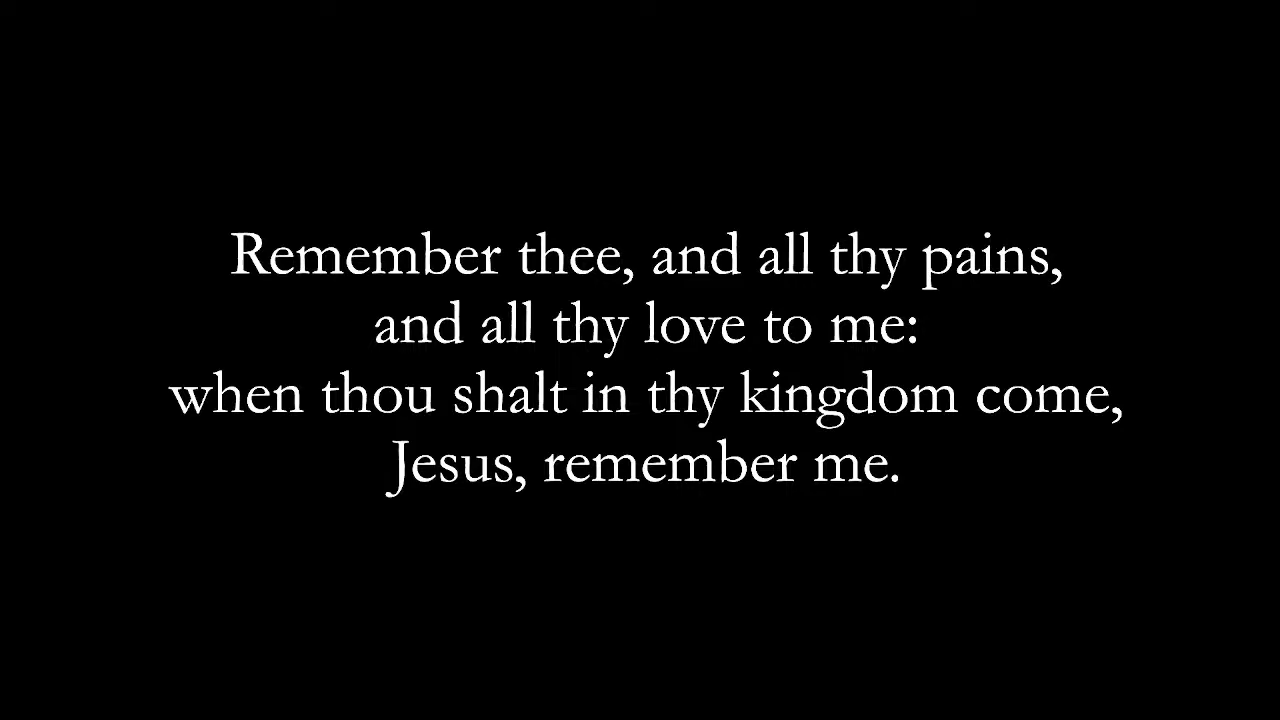 Remember thee, and all thy pains,
and all thy love to me:
when thou shalt in thy kingdom come,
Jesus, remember me.